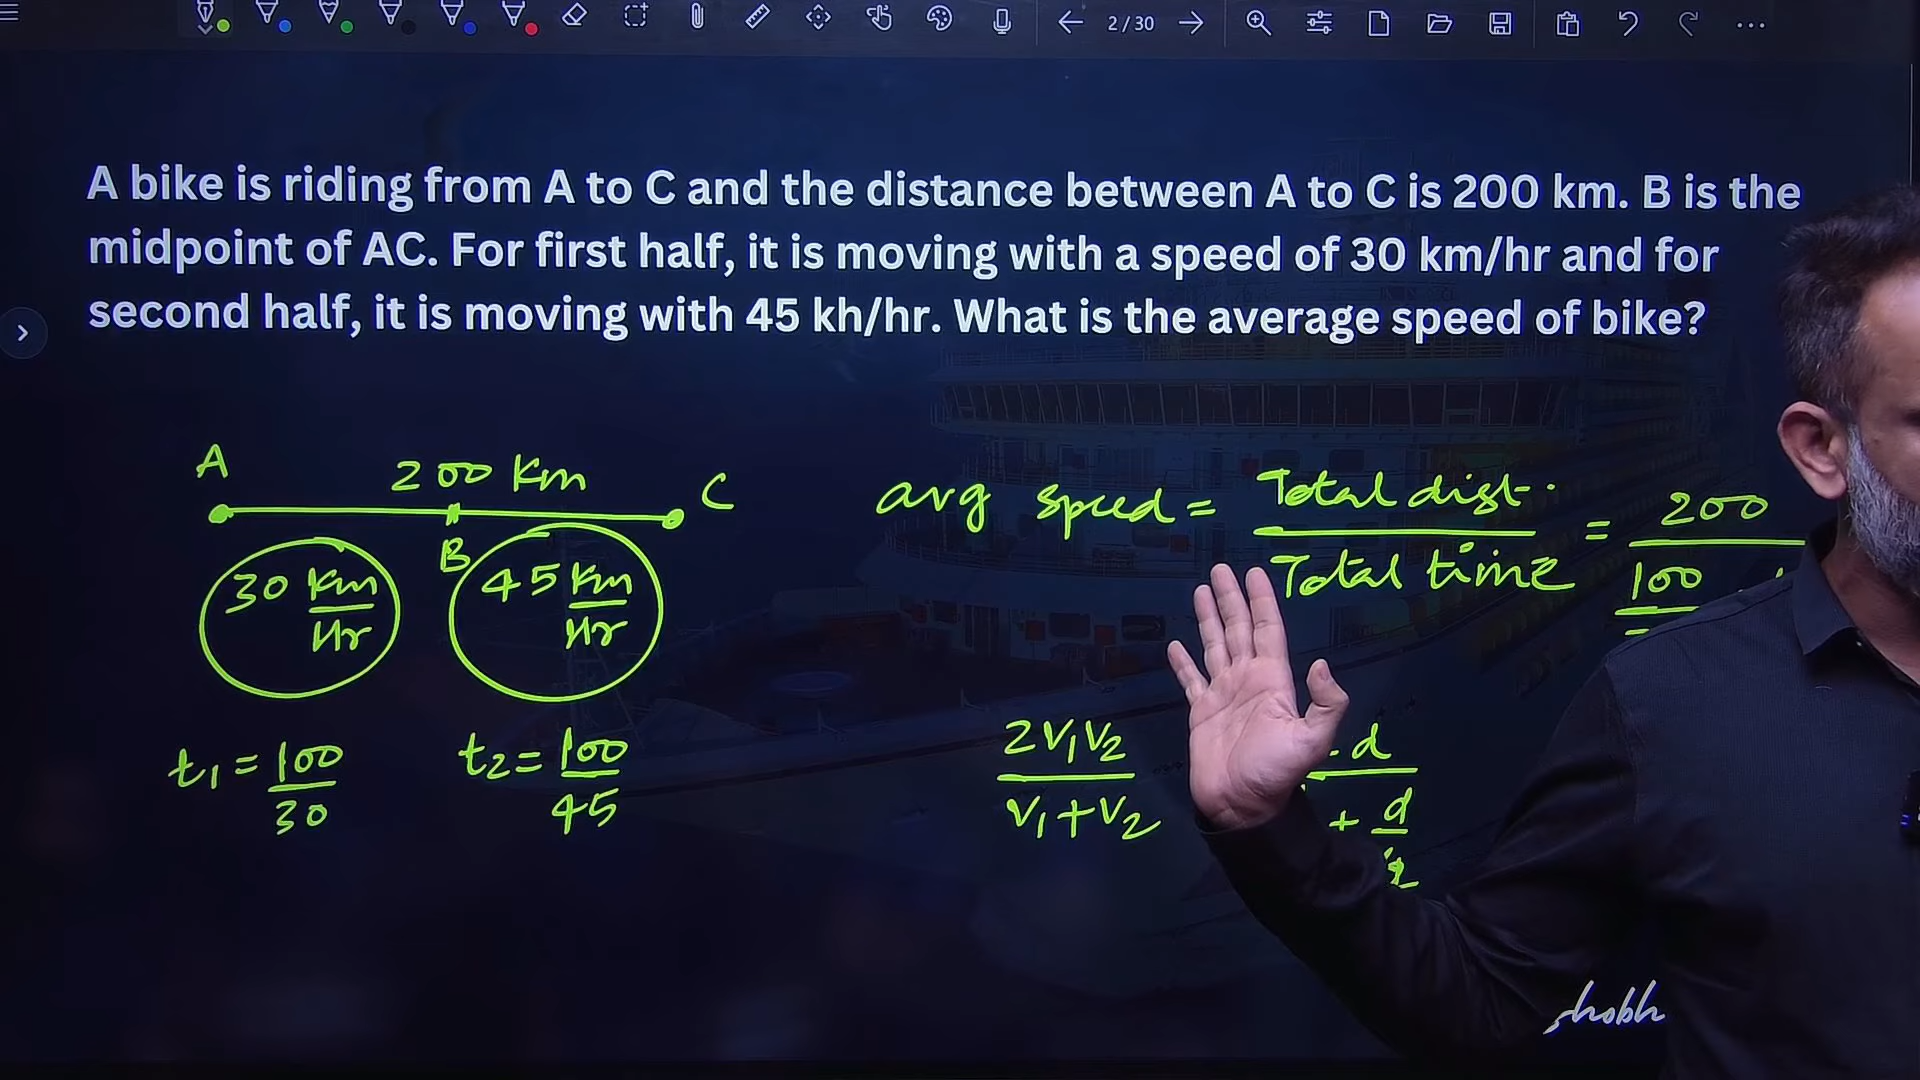 2 / 30
A bike is riding from A to C and the distance between A to C is 200 km. B is the
midpoint of AC. For first half, it is moving with a speed of 30 km/hr and for
second half, it is moving with 45 kh/hr. What is the average speed of bike?
A 200 Km C
B
30 Km/Hr 45 Km/Hr
avg speed = Total dist. / Total time = 200 / 100
t1 = 100/30 t2 = 100/45
2V1V2 / V1+V2
d
+ d/2